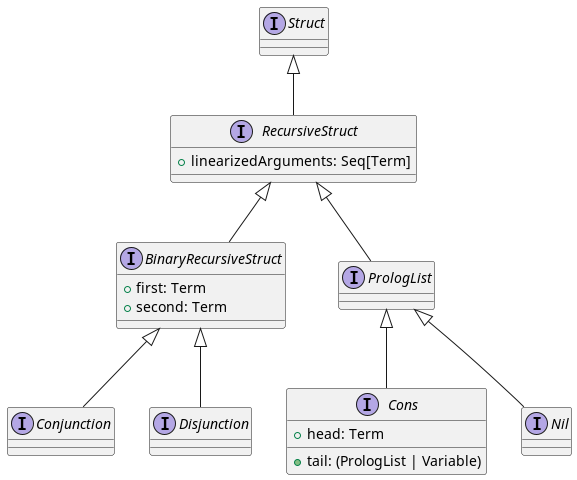 I Struct
I RecursiveStruct
linearizedArguments: Seq[Term]
I BinaryRecursiveStruct
first: Term
second: Term
I PrologList
I Conjunction
I Disjunction
I Cons
head: Term
tail: (PrologList | Variable)
I Nil